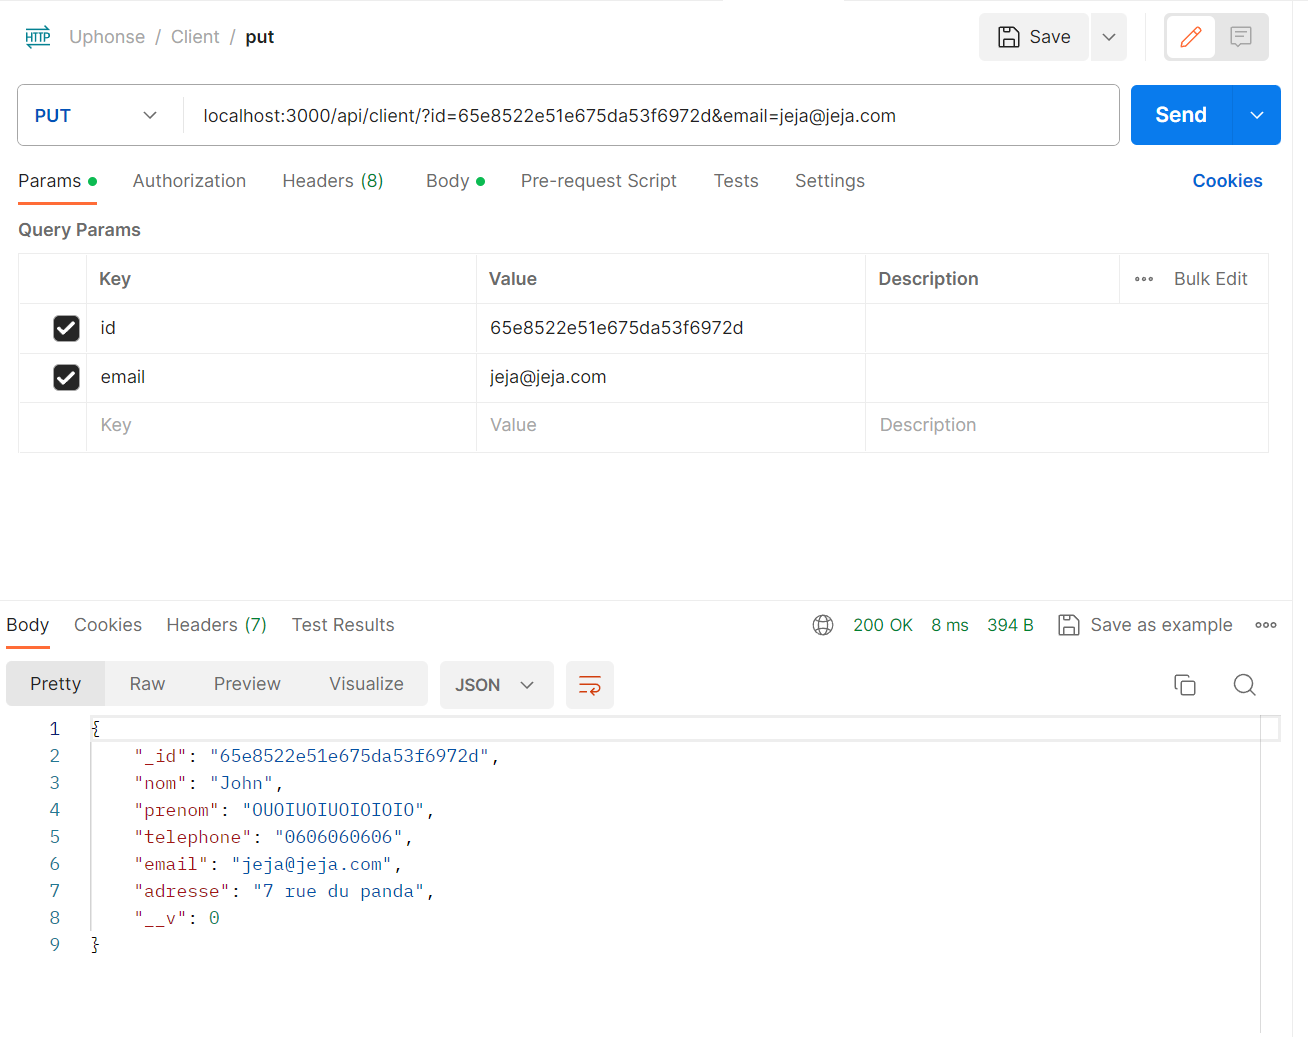 HTTP Uphonse / Client / put Save
PUT localhost:3000/api/client/?id=65e8522e51e675da53f6972d&email=jeja@jeja.com Send
Params Authorization Headers (8) Body Pre-request Script Tests Settings Cookies
Query Params
Key Value Description Bulk Edit
id 65e8522e51e675da53f6972d
email jeja@jeja.com
Key Value Description
Body Cookies Headers (7) Test Results 200 OK 8 ms 394 B Save as example
Pretty Raw Preview Visualize JSON
1 {
2 "_id": "65e8522e51e675da53f6972d",
3 "nom": "John",
4 "prenom": "OUOIUOIUOIOIOIO",
5 "telephone": "0606060606",
6 "email": "jeja@jeja.com",
7 "adresse": "7 rue du panda",
8 "__v": 0
9 }